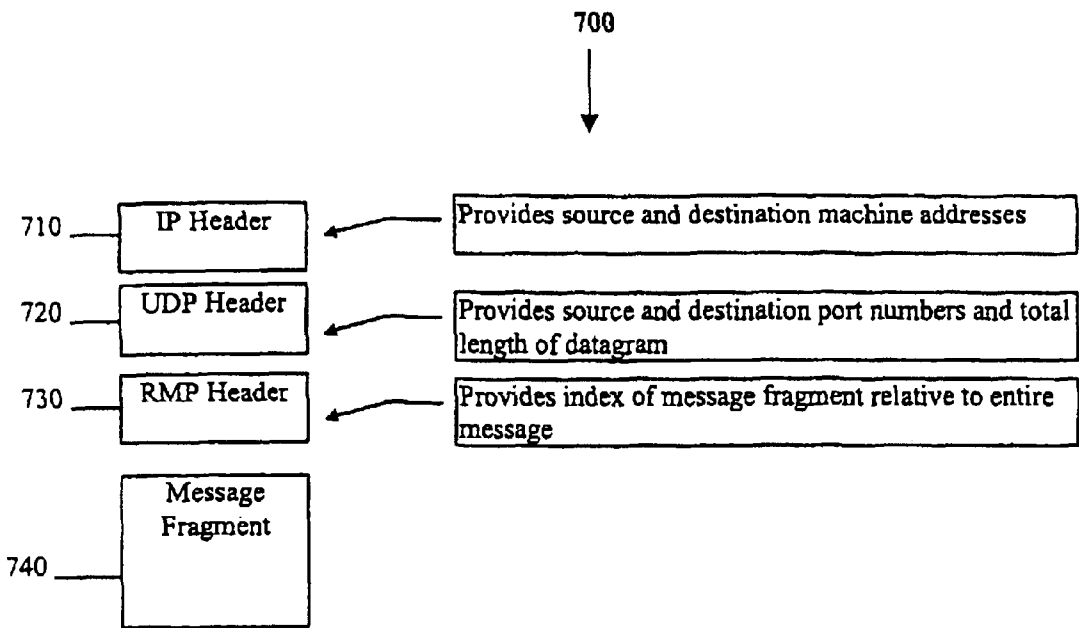 700
710
IP Header
Provides source and destination machine addresses
720
UDP Header
Provides source and destination port numbers and total
length of datagram
730
RMP Header
Provides index of message fragment relative to entire
message
Message
Fragment
740